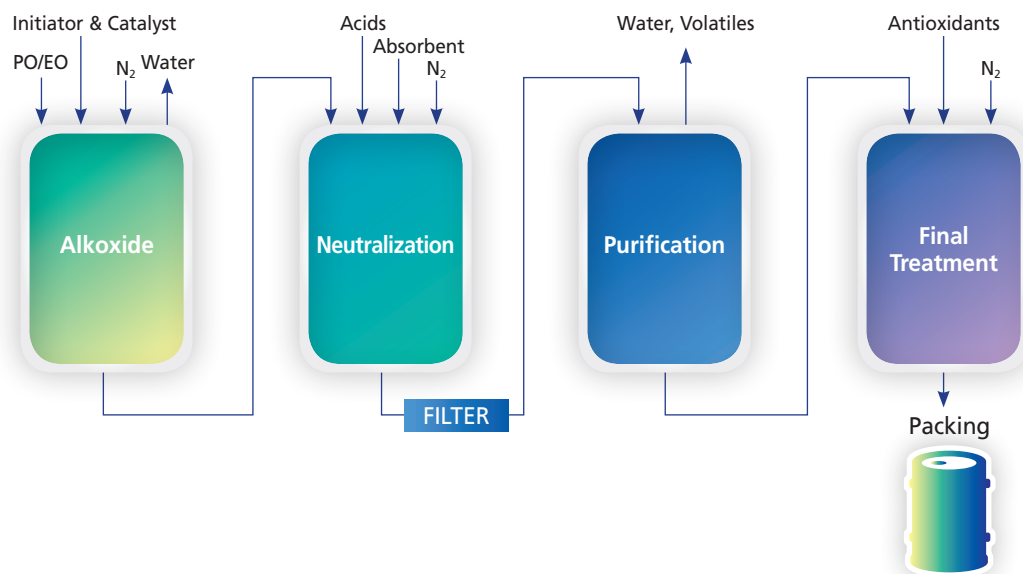 Initiator & Catalyst
PO/EO
N₂
Water
Acids
Absorbent
N₂
Water, Volatiles
Antioxidants
N₂
Alkoxide
Neutralization
Purification
Final
Treatment
FILTER
Packing